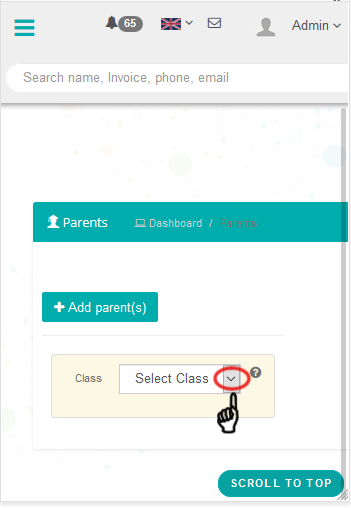 65 Admin
Search name, Invoice, phone, email
Parents Dashboard / Parents
+ Add parent(s)
Class Select Class ?
SCROLL TO TOP